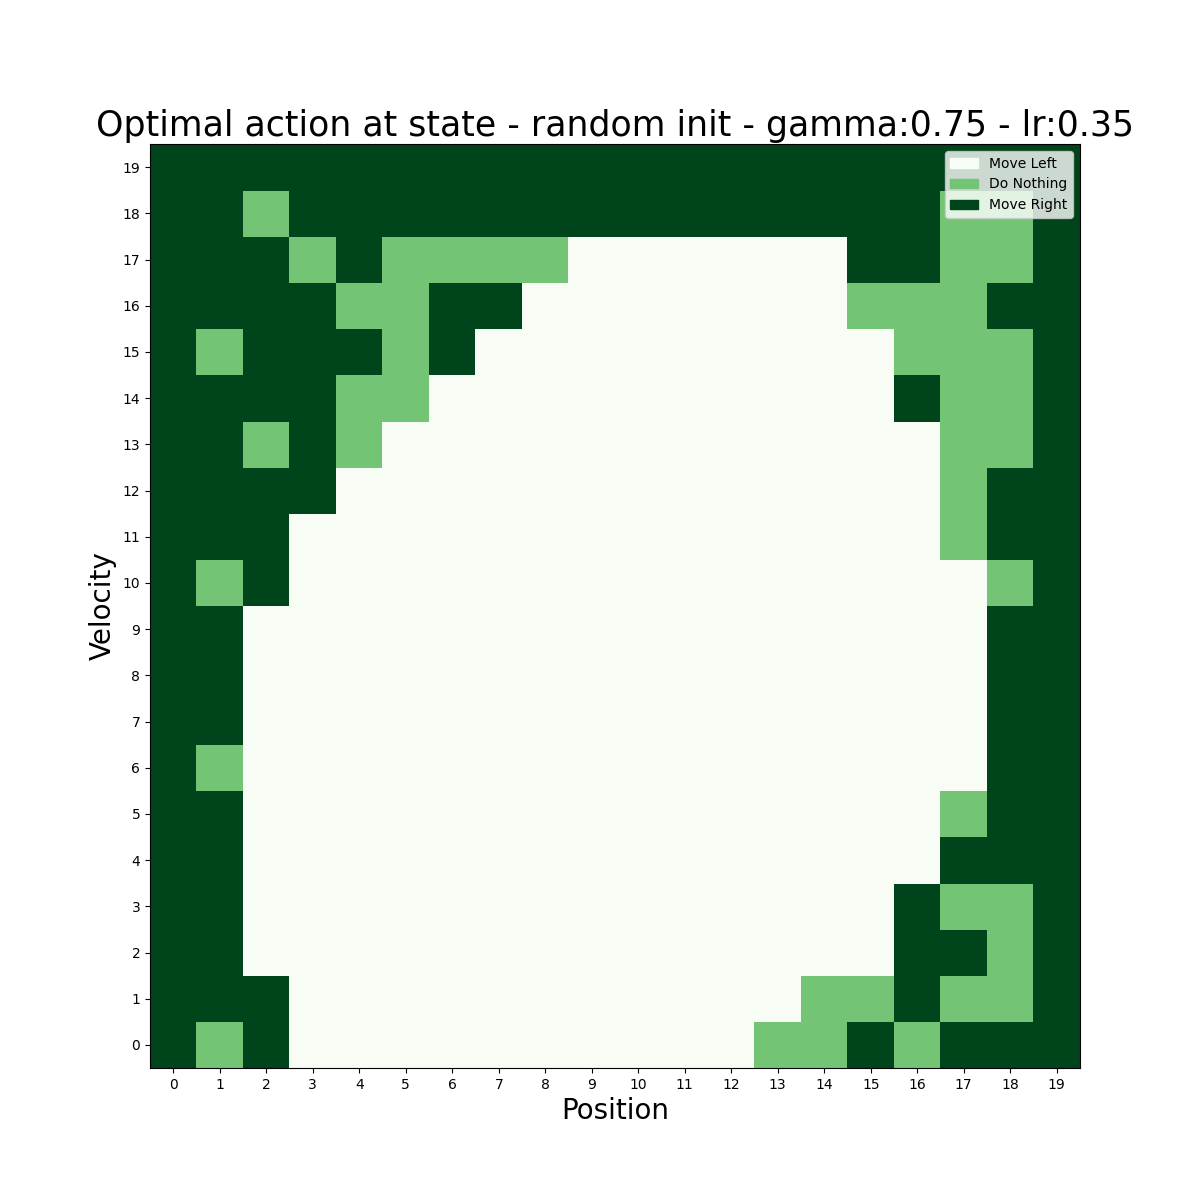 Optimal action at state - random init - gamma:0.75 - lr:0.35
Move Left
Do Nothing
Move Right
19
18
17
16
15
14
13
12
11
10
9
8
7
6
5
4
3
2
1
0
Velocity
0 1 2 3 4 5 6 7 8 9 10 11 12 13 14 15 16 17 18 19
Position